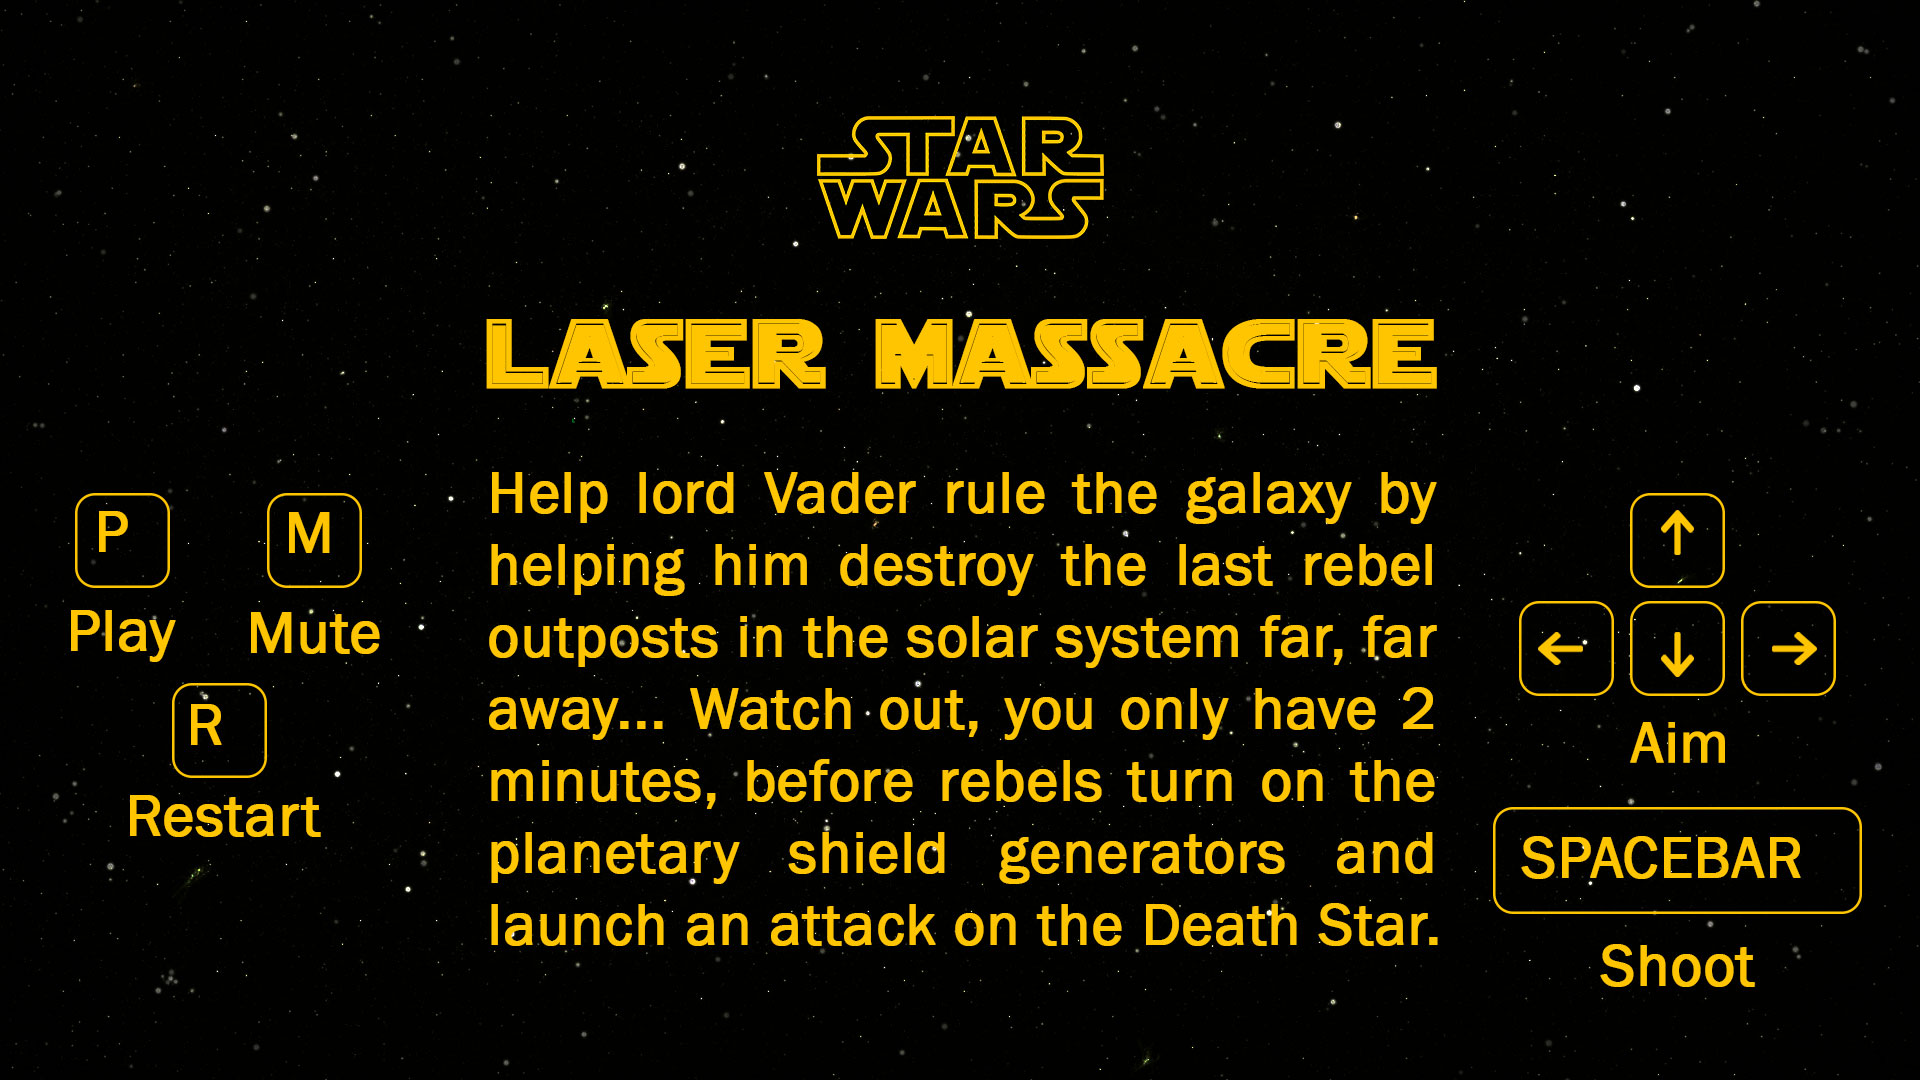 STAR
WARS
LASER MASSACRE
Help lord Vader rule the galaxy by
helping him destroy the last rebel
outposts in the solar system far, far
away... Watch out, you only have 2
minutes, before rebels turn on the
planetary shield generators and
launch an attack on the Death Star.
P
M
Play
Mute
R
Restart
↑
← ↓ →
Aim
SPACEBAR
Shoot